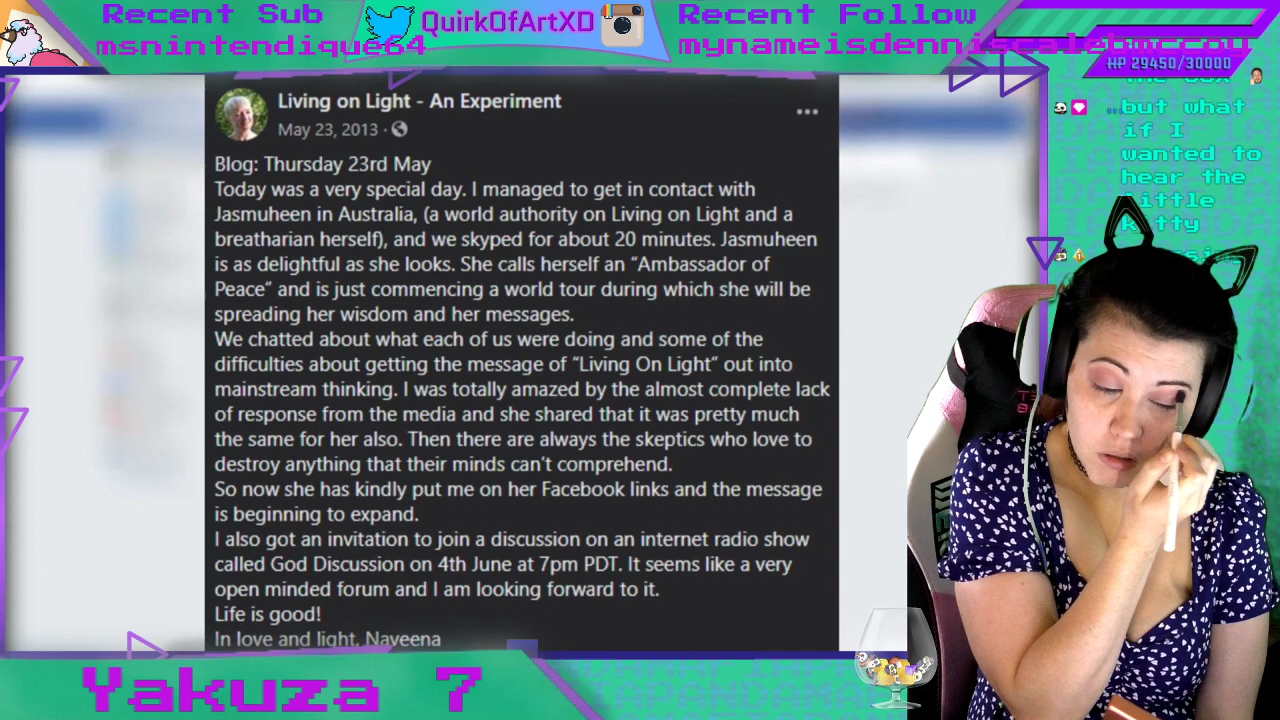 Recent Sub
msnintendique64
QuirkOfArtXD
Recent Follow
mynameisdenniscalebmccoy
HP 29450/30000
but what
if I
wanted to
hear the
little
kitty
Living on Light - An Experiment
May 23, 2013 ·
Blog: Thursday 23rd May
Today was a very special day. I managed to get in contact with
Jasmuheen in Australia, (a world authority on Living on Light and a
breatharian herself), and we skyped for about 20 minutes. Jasmuheen
is as delightful as she looks. She calls herself an “Ambassador of
Peace” and is just commencing a world tour during which she will be
spreading her wisdom and her messages.
We chatted about what each of us were doing and some of the
difficulties about getting the message of “Living On Light” out into
mainstream thinking. I was totally amazed by the almost complete lack
of response from the media and she shared that it was pretty much
the same for her also. Then there are always the skeptics who love to
destroy anything that their minds can't comprehend.
So now she has kindly put me on her Facebook links and the message
is beginning to expand.
I also got an invitation to join a discussion on an internet radio show
called God Discussion on 4th June at 7pm PDT. It seems like a very
open minded forum and I am looking forward to it.
Life is good!
In love and light, Naveena
Yakuza 7